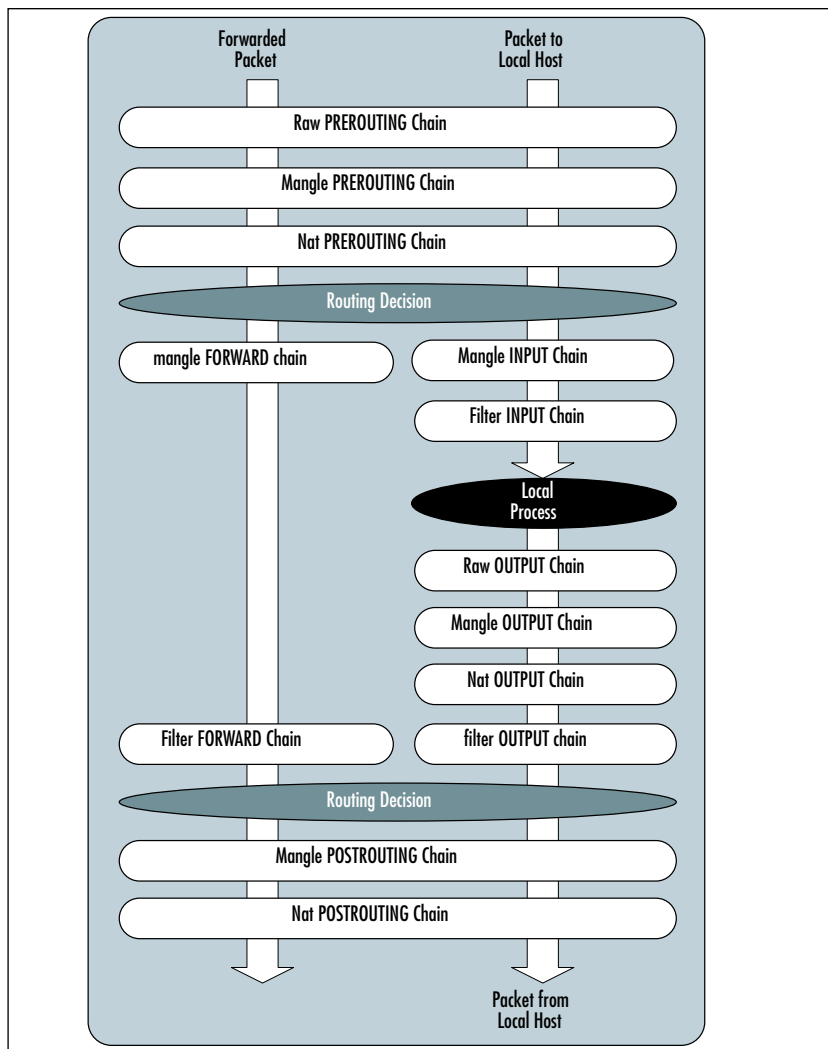 Forwarded
Packet
Packet to
Local Host
Raw PREROUTING Chain
Mangle PREROUTING Chain
Nat PREROUTING Chain
Routing Decision
mangle FORWARD chain
Mangle INPUT Chain
Filter INPUT Chain
Local
Process
Raw OUTPUT Chain
Mangle OUTPUT Chain
Nat OUTPUT Chain
Filter FORWARD Chain
filter OUTPUT chain
Routing Decision
Mangle POSTROUTING Chain
Nat POSTROUTING Chain
Packet from
Local Host